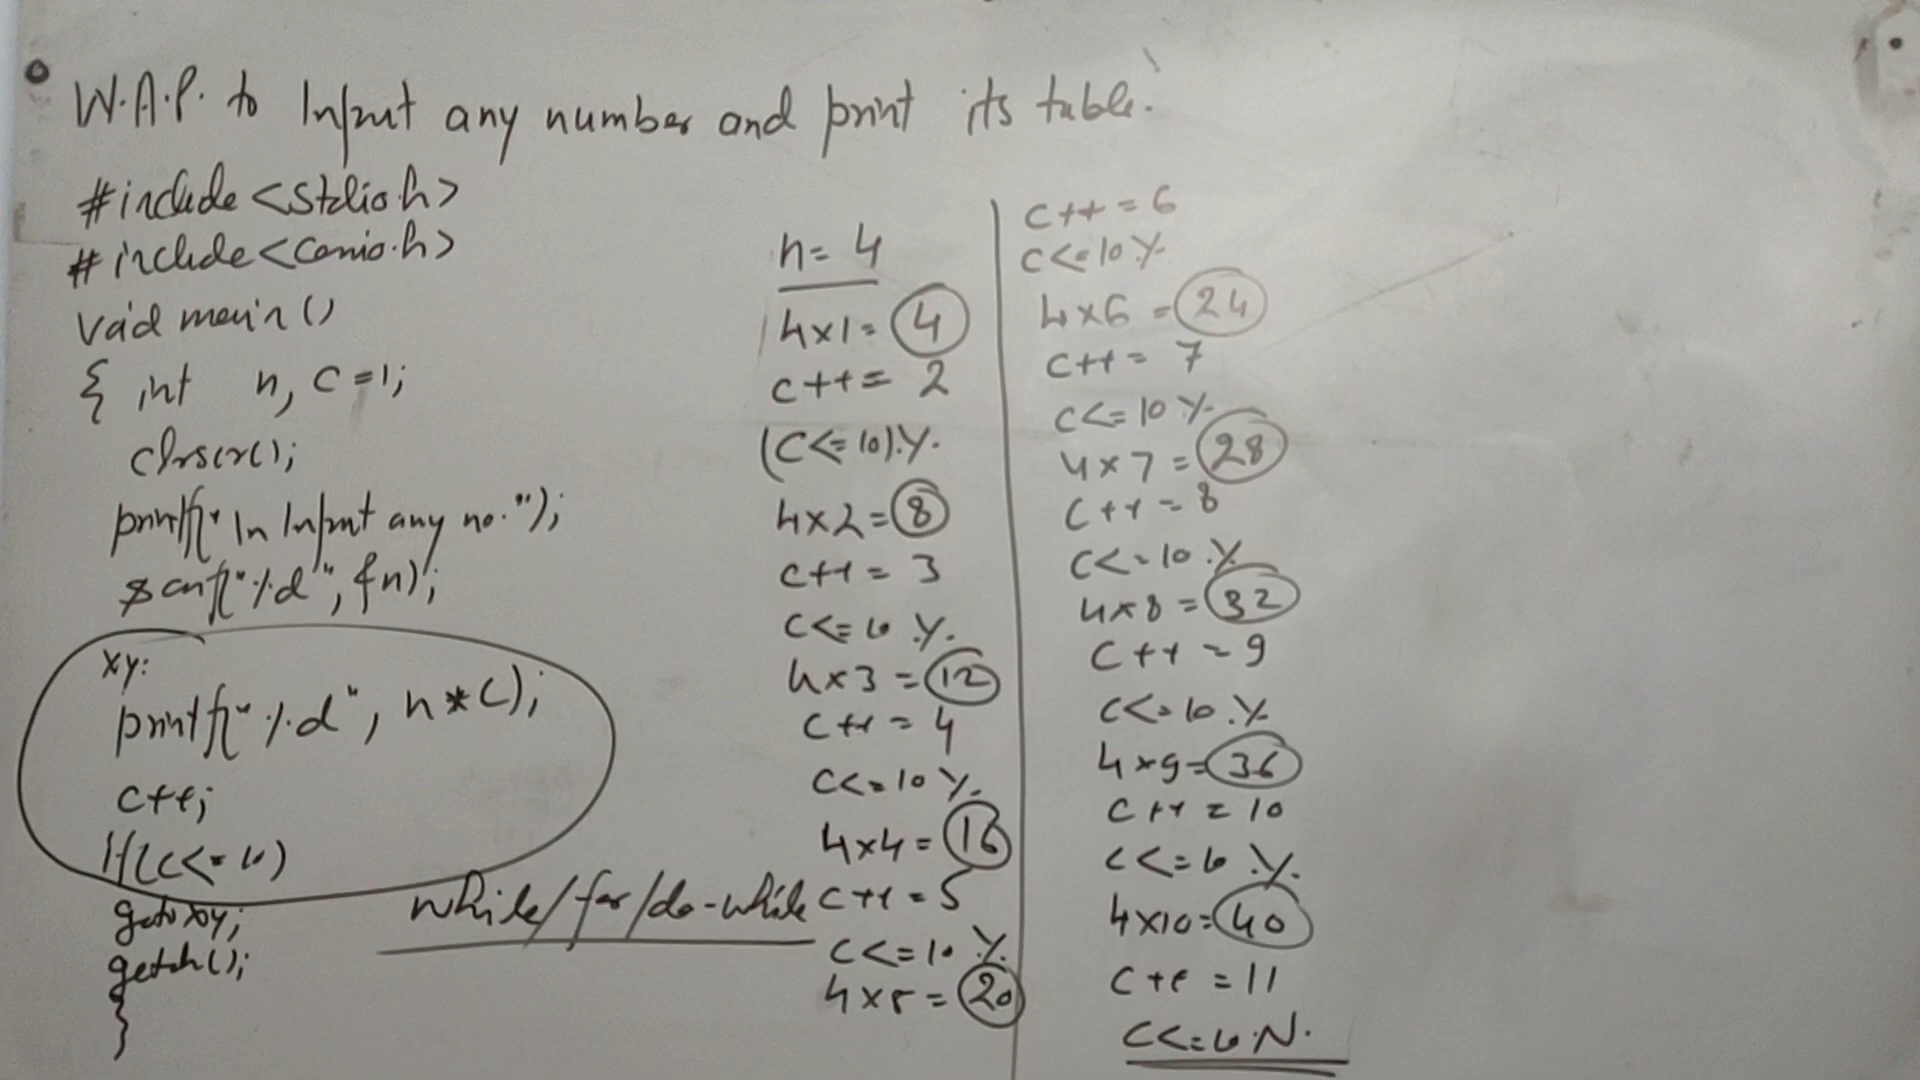 W.A.P. to Input any number and print its table.
#include<stdio.h>
#include<conio.h>
void main()
{ int n, c=1;
clrscr();
printf("\n Input any no.");
scanf("%d", &n);
xy:
printf("%d", n*c);
c++;
if(c<=10)
goto xy;
getch();
}
while/for/do-while
n=4
4x1=4
c++=2
(c<=10).Y.
4x2=8
c++=3
c<=10 .Y.
4x3=12
c++=4
c<=10 Y.
4x4=16
c++=5
c<=10 Y.
4x5=20
c++=6
c<=10 Y.
4x6=24
c++=7
c<=10 Y.
4x7=28
c++=8
c<=10 .Y.
4x8=32
c++=9
c<=10 .Y.
4x9=36
c++=10
c<=10 .Y.
4x10=40
c++=11
c<=10 .N.